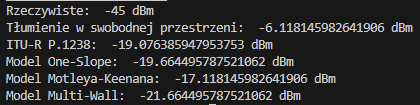 Rzeczywiste:  -45 dBm
Tłumienie w swobodnej przestrzeni:  -6.118145982641906 dBm
ITU-R P.1238:  -19.076385947953753 dBm
Model One-Slope:  -19.664495787521062 dBm
Model Motleya-Keenana:  -17.118145982641906 dBm
Model Multi-Wall:  -21.664495787521062 dBm